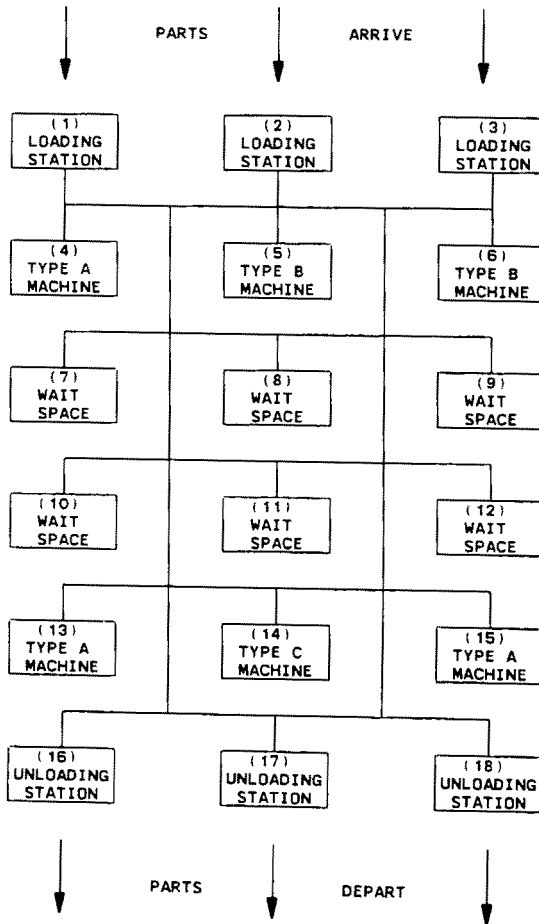 PARTS ARRIVE
(1)
LOADING
STATION
(2)
LOADING
STATION
(3)
LOADING
STATION
(4)
TYPE A
MACHINE
(5)
TYPE B
MACHINE
(6)
TYPE B
MACHINE
(7)
WAIT
SPACE
(8)
WAIT
SPACE
(9)
WAIT
SPACE
(10)
WAIT
SPACE
(11)
WAIT
SPACE
(12)
WAIT
SPACE
(13)
TYPE A
MACHINE
(14)
TYPE C
MACHINE
(15)
TYPE A
MACHINE
(16)
UNLOADING
STATION
(17)
UNLOADING
STATION
(18)
UNLOADING
STATION
PARTS DEPART